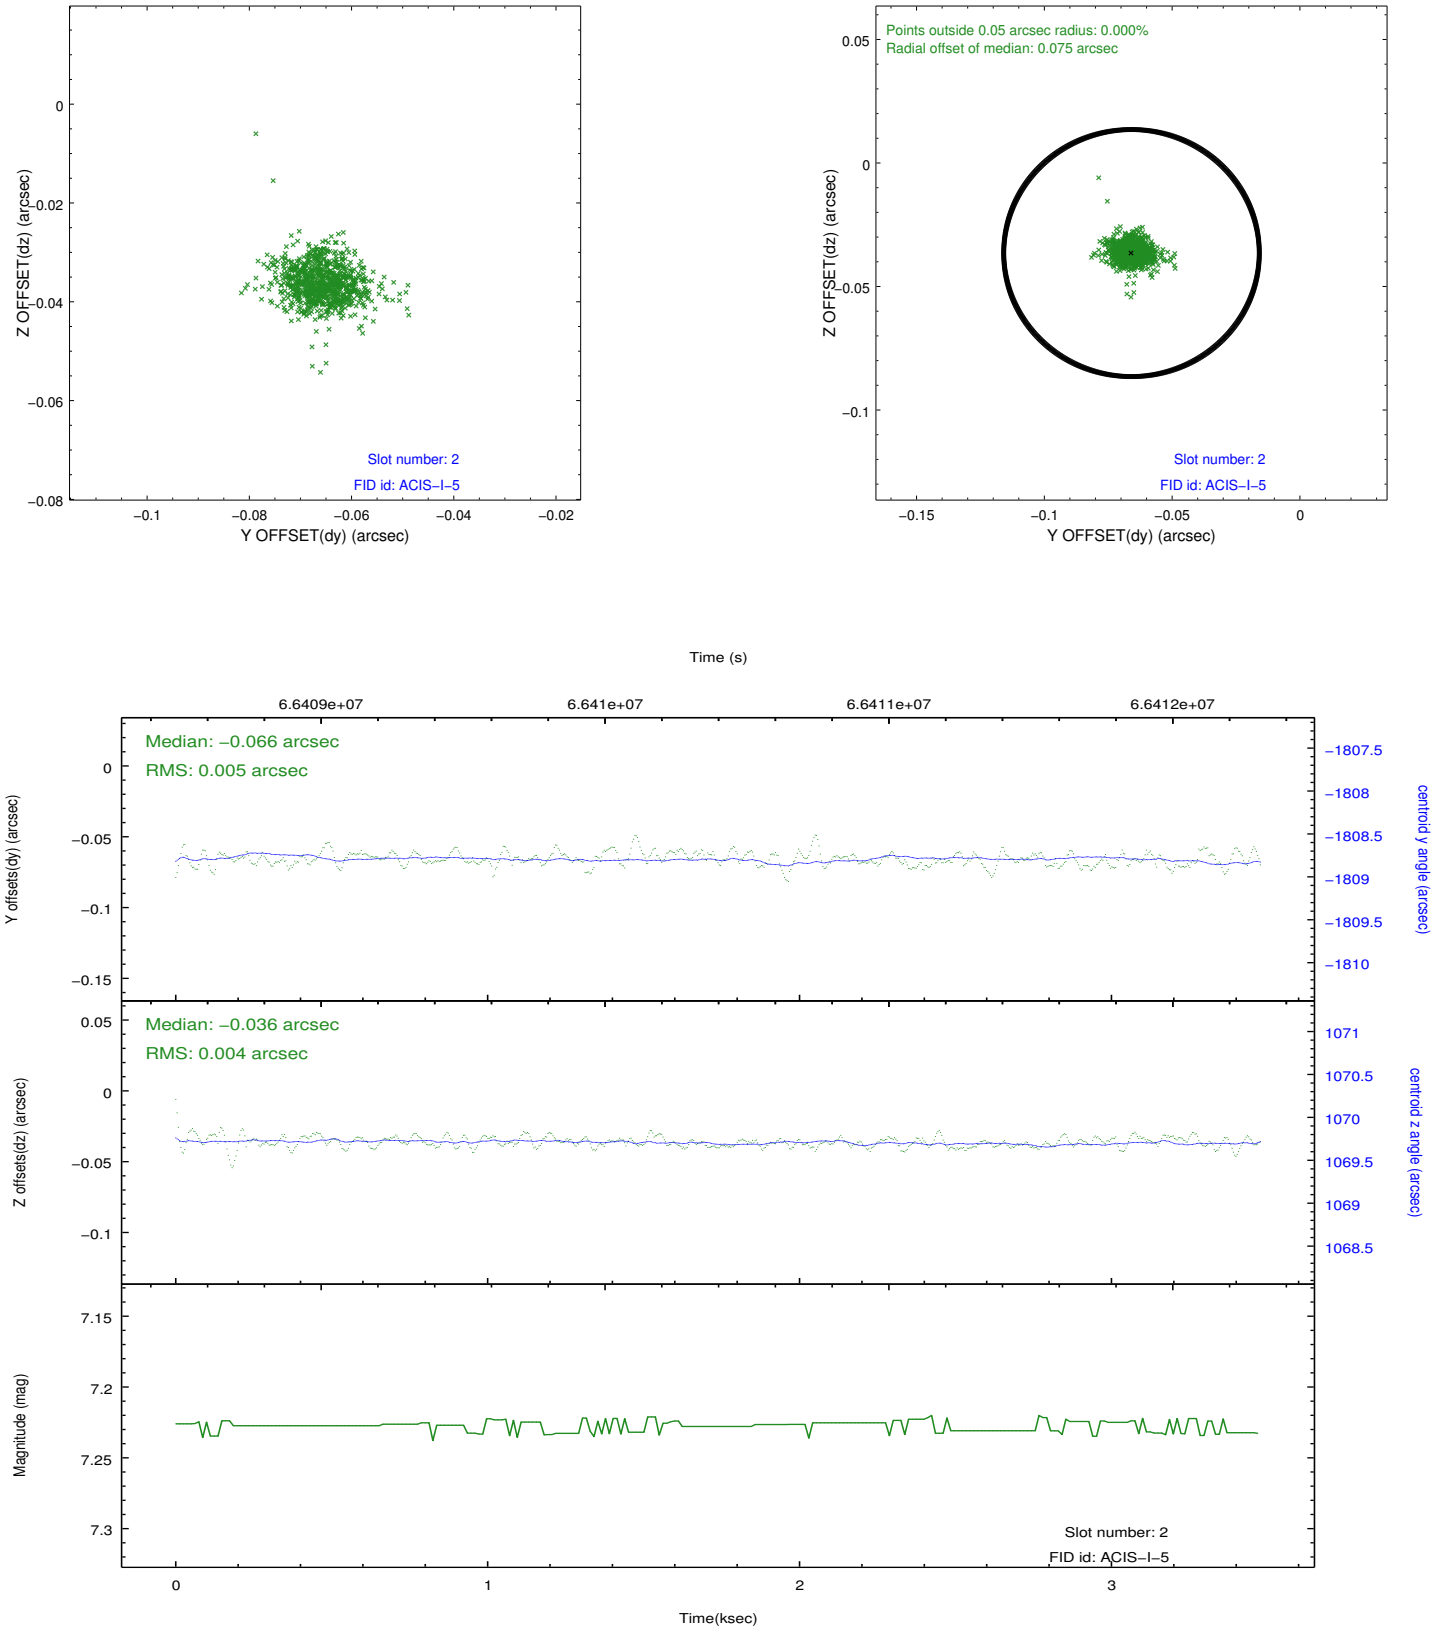 0
−0.02
−0.04
−0.06
−0.08
Z OFFSET(dz) (arcsec)
Slot number: 2
FID id: ACIS−I−5
−0.1
−0.08
−0.06
−0.04
−0.02
Y OFFSET(dy) (arcsec)
Points outside 0.05 arcsec radius: 0.000%
Radial offset of median: 0.075 arcsec
0.05
0
−0.05
−0.1
Z OFFSET(dz) (arcsec)
Slot number: 2
FID id: ACIS−I−5
−0.15
−0.1
−0.05
0
Y OFFSET(dy) (arcsec)
Time (s)
6.6409e+07
6.641e+07
6.6411e+07
6.6412e+07
Median: −0.066 arcsec
RMS: 0.005 arcsec
0
−0.05
−0.1
−0.15
Y offsets(dy) (arcsec)
−1807.5
−1808
−1808.5
−1809
−1809.5
−1810
centroid y angle (arcsec)
Median: −0.036 arcsec
RMS: 0.004 arcsec
0.05
0
−0.05
−0.1
Z offsets(dz) (arcsec)
1071
1070.5
1070
1069.5
1069
1068.5
centroid z angle (arcsec)
7.15
7.2
7.25
7.3
Magnitude (mag)
Slot number: 2
FID id: ACIS−I−5
0
1
2
3
Time(ksec)